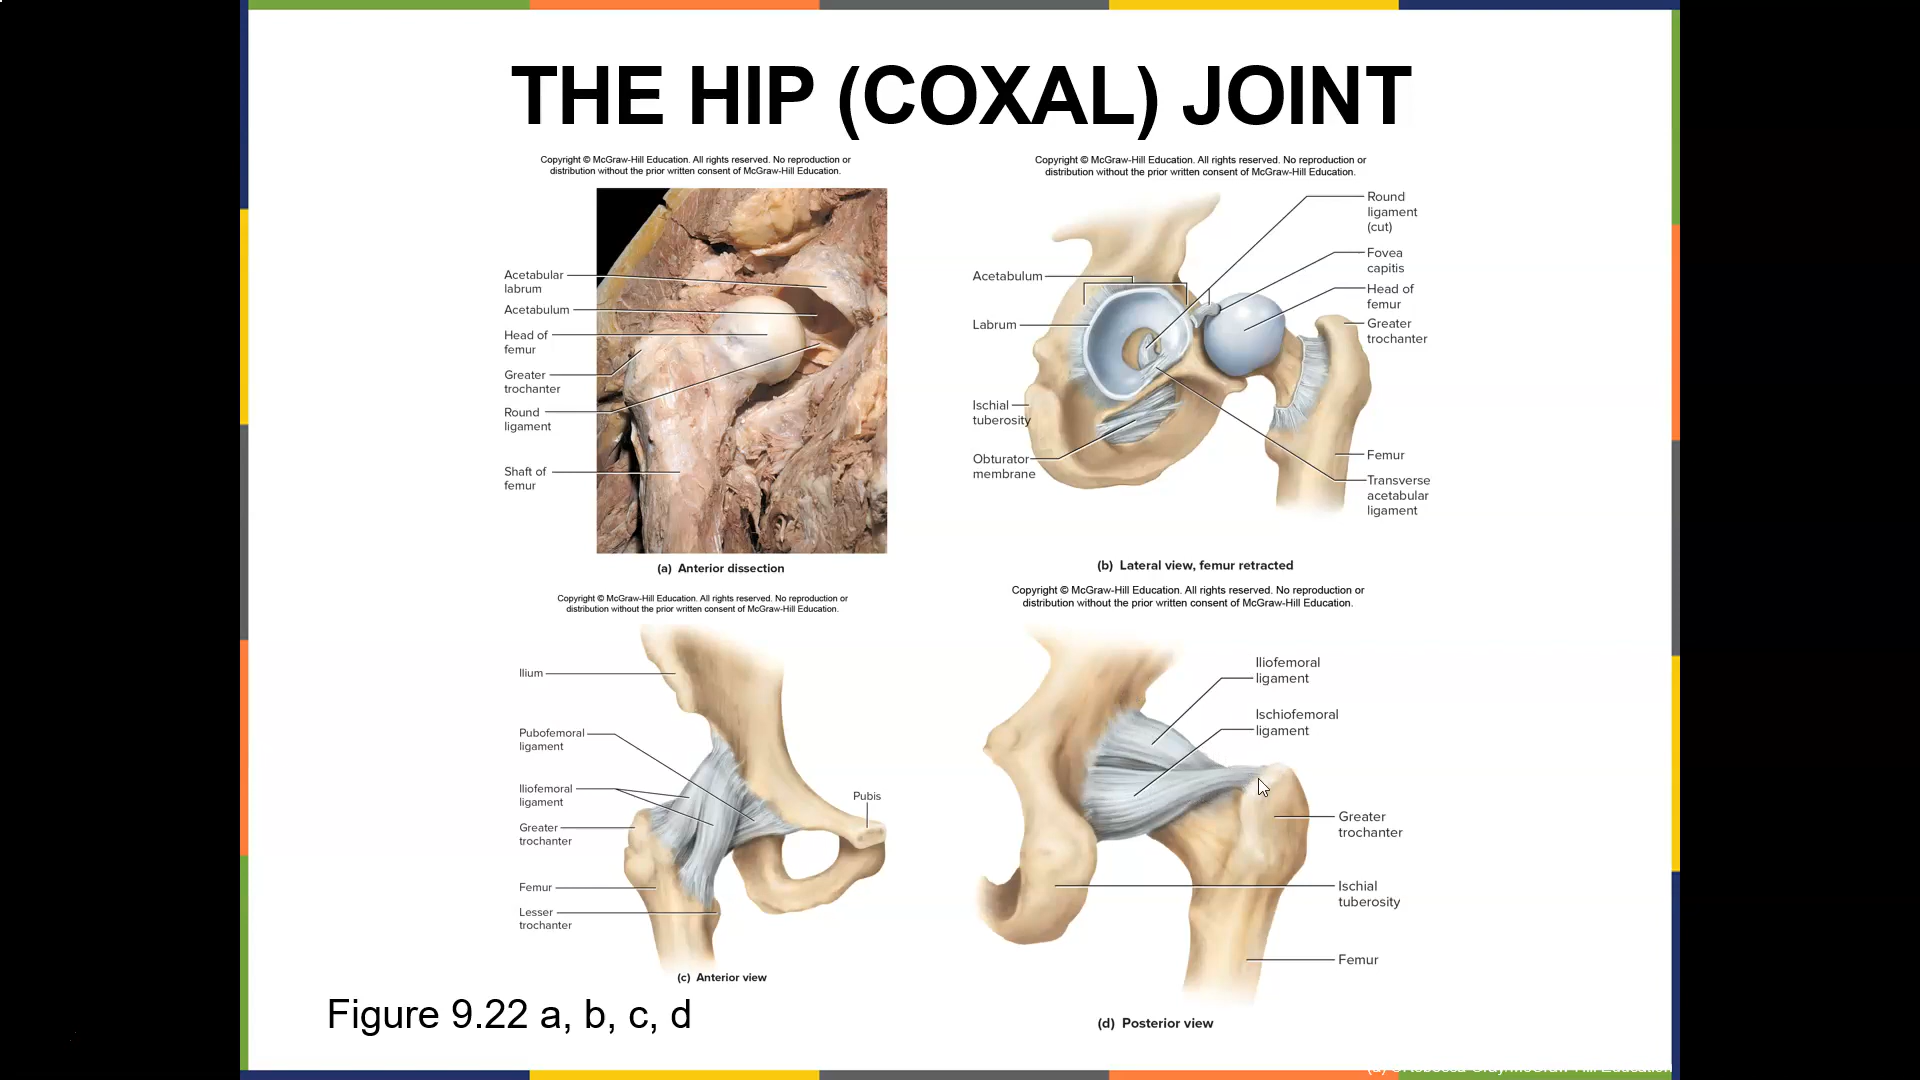 THE HIP (COXAL) JOINT
Copyright © McGraw-Hill Education. All rights reserved. No reproduction or
distribution without the prior written consent of McGraw-Hill Education.
Acetabular
labrum
Acetabulum
Head of
femur
Greater
trochanter
Round
ligament
Shaft of
femur
(a) Anterior dissection
Copyright © McGraw-Hill Education. All rights reserved. No reproduction or
distribution without the prior written consent of McGraw-Hill Education.
Acetabulum
Labrum
Ischial
tuberosity
Obturator
membrane
Round
ligament
(cut)
Fovea
capitis
Head of
femur
Greater
trochanter
Femur
Transverse
acetabular
ligament
(b) Lateral view, femur retracted
Copyright © McGraw-Hill Education. All rights reserved. No reproduction or
distribution without the prior written consent of McGraw-Hill Education.
Ilium
Pubofemoral
ligament
Iliofemoral
ligament
Greater
trochanter
Femur
Lesser
trochanter
Pubis
(c) Anterior view
Copyright © McGraw-Hill Education. All rights reserved. No reproduction or
distribution without the prior written consent of McGraw-Hill Education.
Iliofemoral
ligament
Ischiofemoral
ligament
Greater
trochanter
Ischial
tuberosity
Femur
(d) Posterior view
Figure 9.22 a, b, c, d